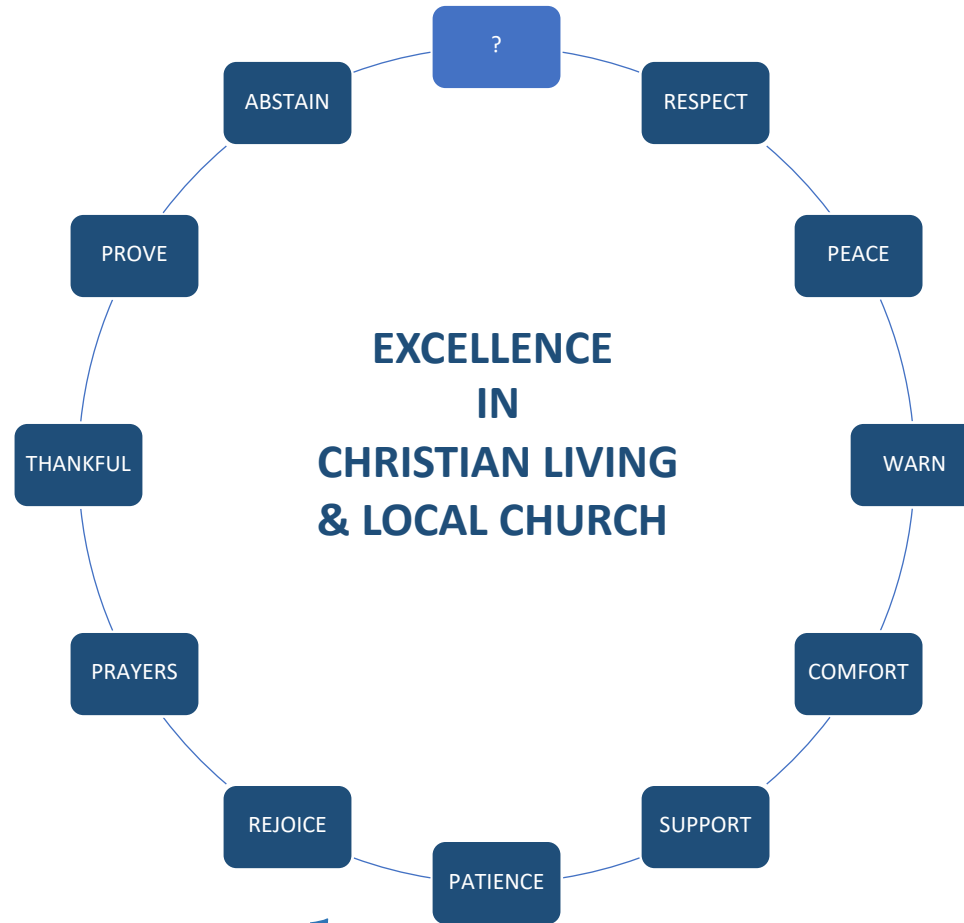 ?
RESPECT
PEACE
WARN
COMFORT
SUPPORT
PATIENCE
REJOICE
PRAYERS
THANKFUL
PROVE
ABSTAIN
EXCELLENCE
IN
CHRISTIAN LIVING
& LOCAL CHURCH